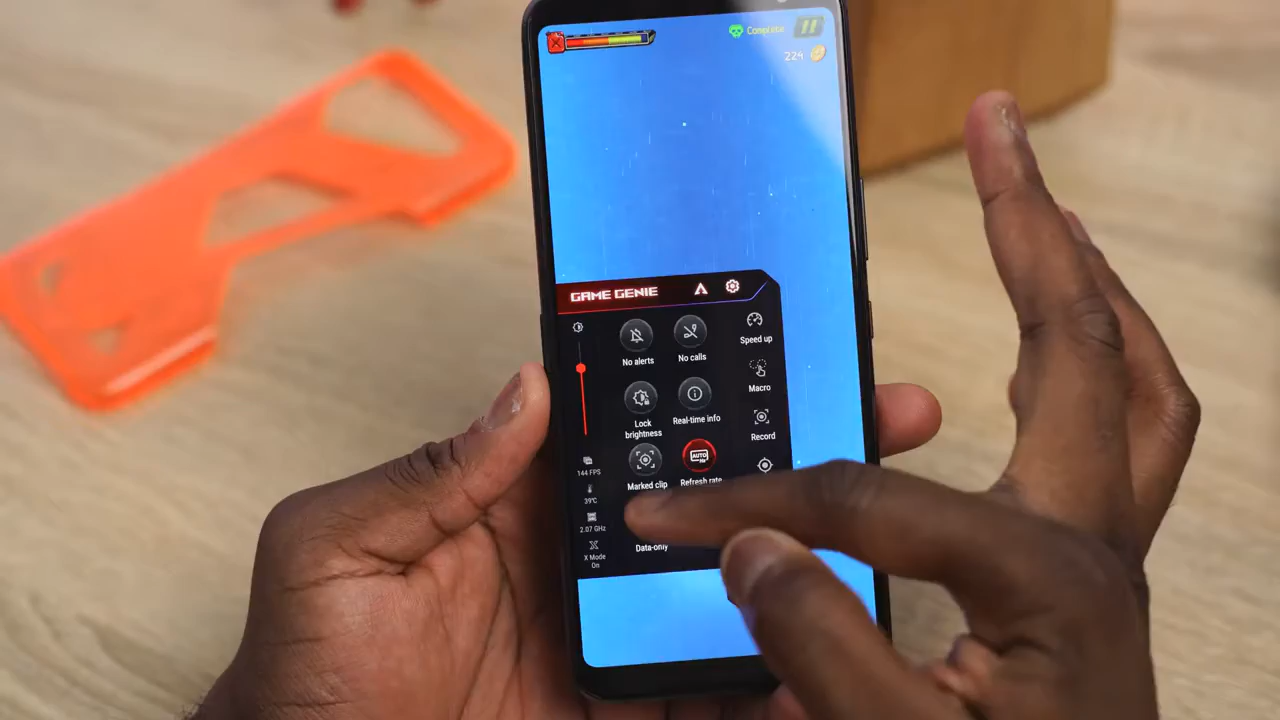 Complete
224
GAME GENIE
No alerts
No calls
Speed up
Lock
brightness
Real-time info
Macro
Marked clip
AUTO
Refresh rate
Record
144 FPS
39°C
2.07 GHz
X Mode
On
Data-only